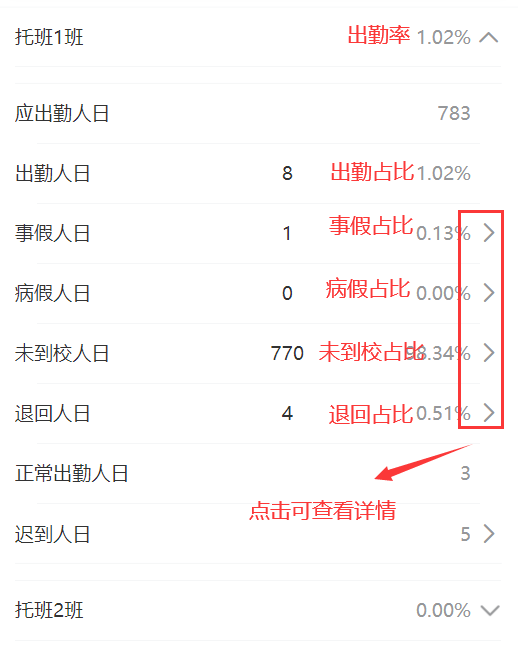 托班1班 出勤率 1.02%
应出勤人日 783
出勤人日 8 出勤占比 1.02%
事假人日 1 事假占比 0.13%
病假人日 0 病假占比 0.00%
未到校人日 770 未到校占比 98.34%
退回人日 4 退回占比 0.51%
正常出勤人日 3
点击可查看详情
迟到人日 5
托班2班 0.00%